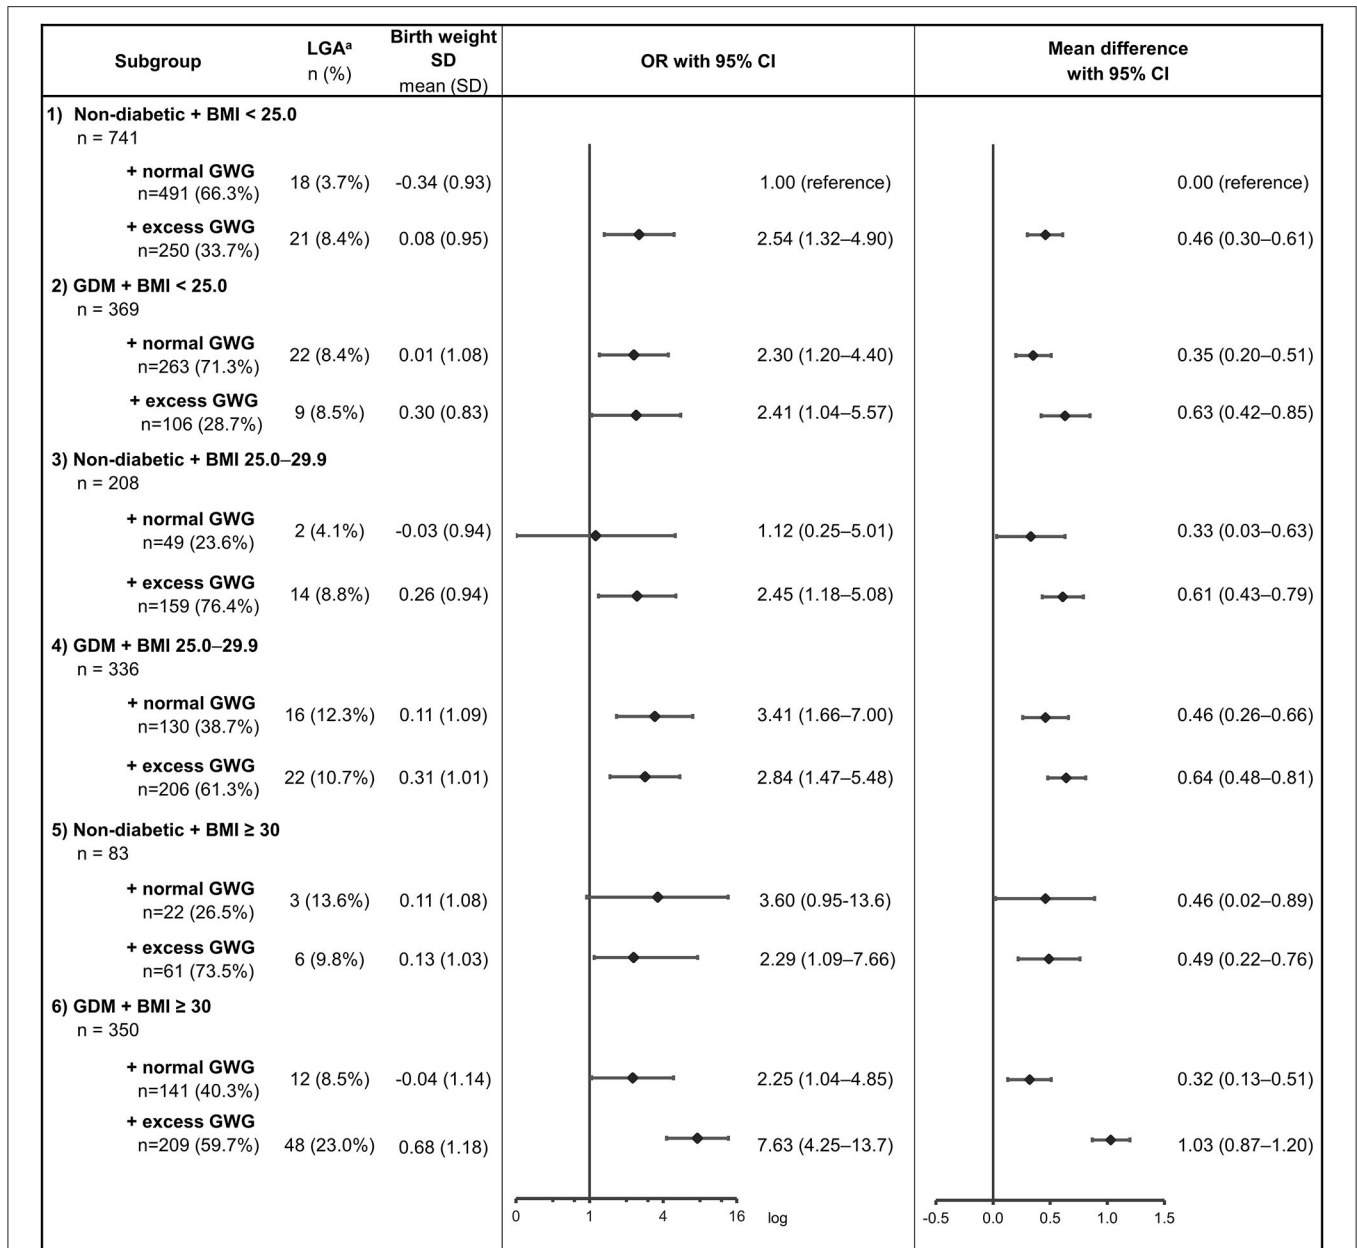 Subgroup
LGAa
n (%)
Birth weight
SD
mean (SD)
OR with 95% CI
Mean difference
with 95% CI
1) Non-diabetic + BMI < 25.0
n = 741
+ normal GWG
n=491 (66.3%)
18 (3.7%)
-0.34 (0.93)
1.00 (reference)
0.00 (reference)
+ excess GWG
n=250 (33.7%)
21 (8.4%)
0.08 (0.95)
2.54 (1.32–4.90)
0.46 (0.30–0.61)
2) GDM + BMI < 25.0
n = 369
+ normal GWG
n=263 (71.3%)
22 (8.4%)
0.01 (1.08)
2.30 (1.20–4.40)
0.35 (0.20–0.51)
+ excess GWG
n=106 (28.7%)
9 (8.5%)
0.30 (0.83)
2.41 (1.04–5.57)
0.63 (0.42–0.85)
3) Non-diabetic + BMI 25.0–29.9
n = 208
+ normal GWG
n=49 (23.6%)
2 (4.1%)
-0.03 (0.94)
1.12 (0.25–5.01)
0.33 (0.03–0.63)
+ excess GWG
n=159 (76.4%)
14 (8.8%)
0.26 (0.94)
2.45 (1.18–5.08)
0.61 (0.43–0.79)
4) GDM + BMI 25.0–29.9
n = 336
+ normal GWG
n=130 (38.7%)
16 (12.3%)
0.11 (1.09)
3.41 (1.66–7.00)
0.46 (0.26–0.66)
+ excess GWG
n=206 (61.3%)
22 (10.7%)
0.31 (1.01)
2.84 (1.47–5.48)
0.64 (0.48–0.81)
5) Non-diabetic + BMI ≥ 30
n = 83
+ normal GWG
n=22 (26.5%)
3 (13.6%)
0.11 (1.08)
3.60 (0.95-13.6)
0.46 (0.02–0.89)
+ excess GWG
n=61 (73.5%)
6 (9.8%)
0.13 (1.03)
2.29 (1.09–7.66)
0.49 (0.22–0.76)
6) GDM + BMI ≥ 30
n = 350
+ normal GWG
n=141 (40.3%)
12 (8.5%)
-0.04 (1.14)
2.25 (1.04–4.85)
0.32 (0.13–0.51)
+ excess GWG
n=209 (59.7%)
48 (23.0%)
0.68 (1.18)
7.63 (4.25–13.7)
1.03 (0.87–1.20)
0 1 4 16 log
-0.5 0.0 0.5 1.0 1.5